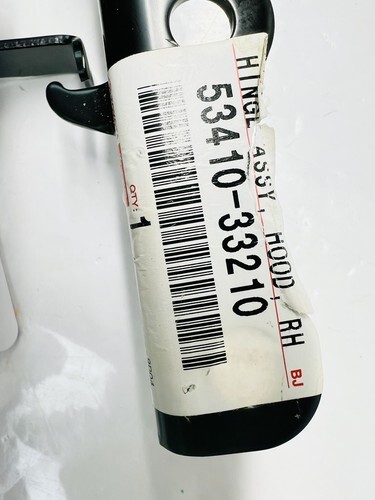 HINGE ASSY, HOOD, RH
BJ
53410-33210
QTY: 1